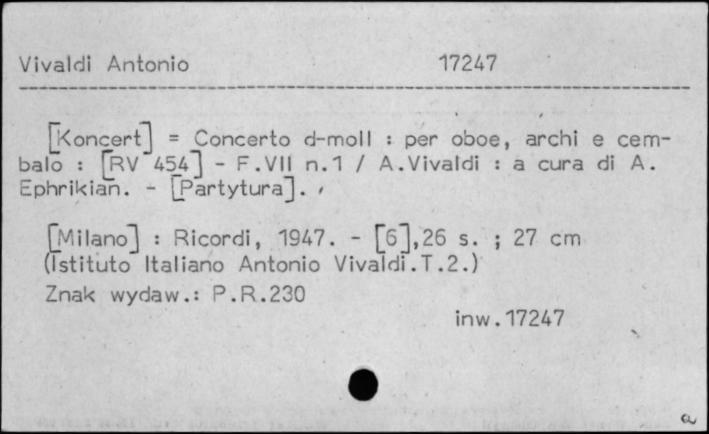 Vivaldi Antonio 17247
[Koncert] = Concerto d-moll : per oboe, archi e cem-
balo : [RV 454] - F.VII n.1 / A.Vivaldi : a cura di A.
Ephrikian. - [Partytura].
[Milano] : Ricordi, 1947. - [6],26 s. ; 27 cm
(Istituto Italiano Antonio Vivaldi.T.2.)
Znak wydaw.: P.R.230
inw.17247